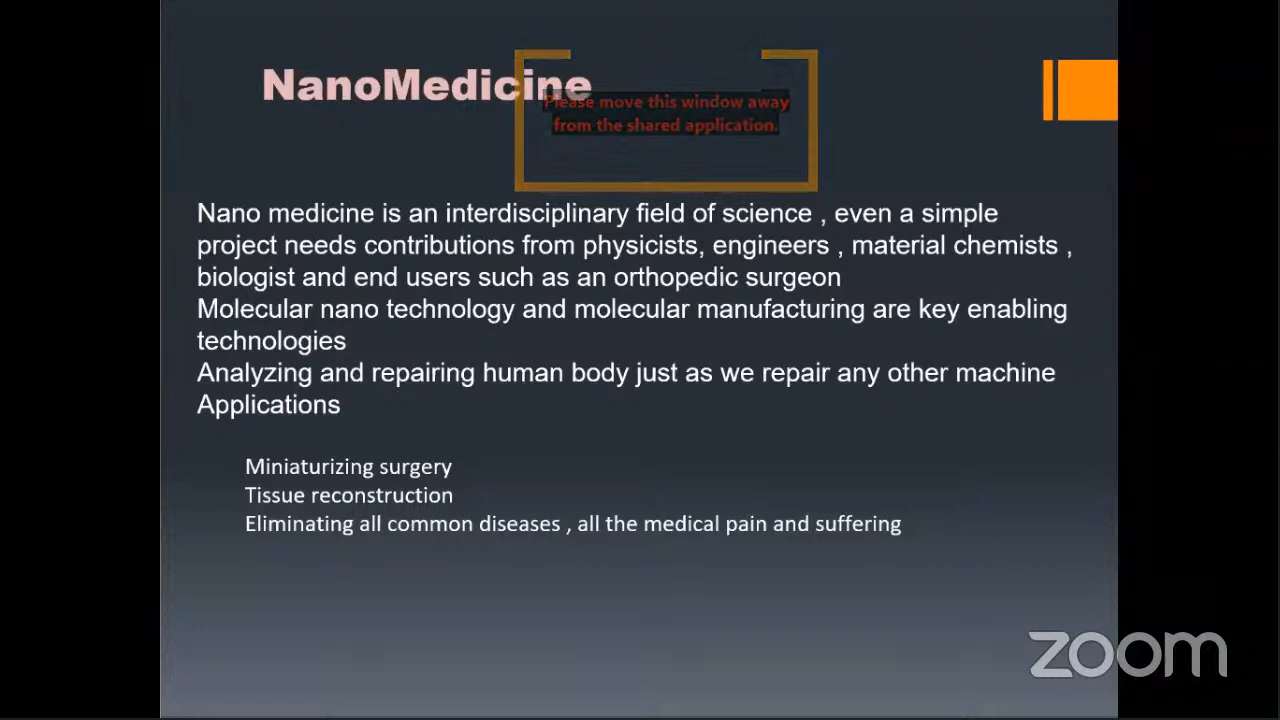 NanoMedicine
Please move this window away
from the shared application.
Nano medicine is an interdisciplinary field of science , even a simple
project needs contributions from physicists, engineers , material chemists ,
biologist and end users such as an orthopedic surgeon
Molecular nano technology and molecular manufacturing are key enabling
technologies
Analyzing and repairing human body just as we repair any other machine
Applications
Miniaturizing surgery
Tissue reconstruction
Eliminating all common diseases , all the medical pain and suffering
zoom